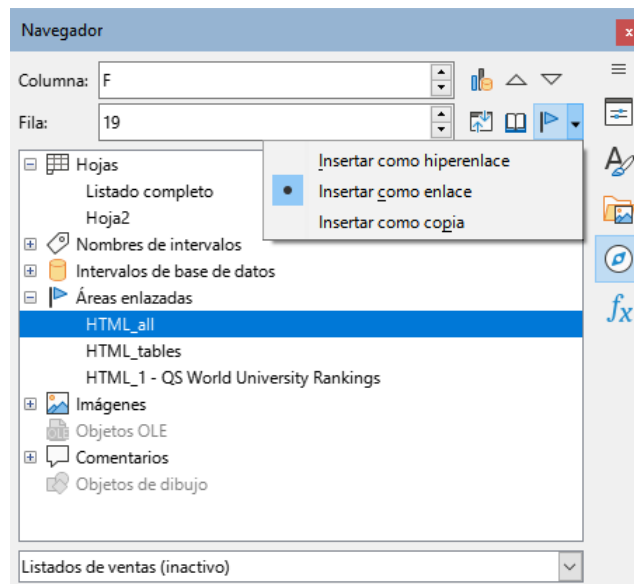 Navegador
x
Columna: F
Fila: 19
Insertar como hiperenlace
Insertar como enlace
Insertar como copia
Hojas
Listado completo
Hoja2
Nombres de intervalos
Intervalos de base de datos
Áreas enlazadas
HTML_all
HTML_tables
HTML_1 - QS World University Rankings
Imágenes
OLE Objetos OLE
Comentarios
Objetos de dibujo
Listados de ventas (inactivo)
fx